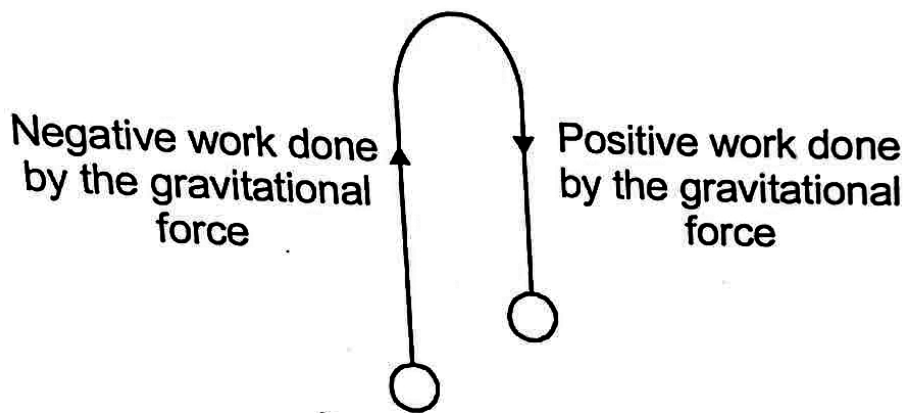 Negative work done
by the gravitational
force
Positive work done
by the gravitational
force